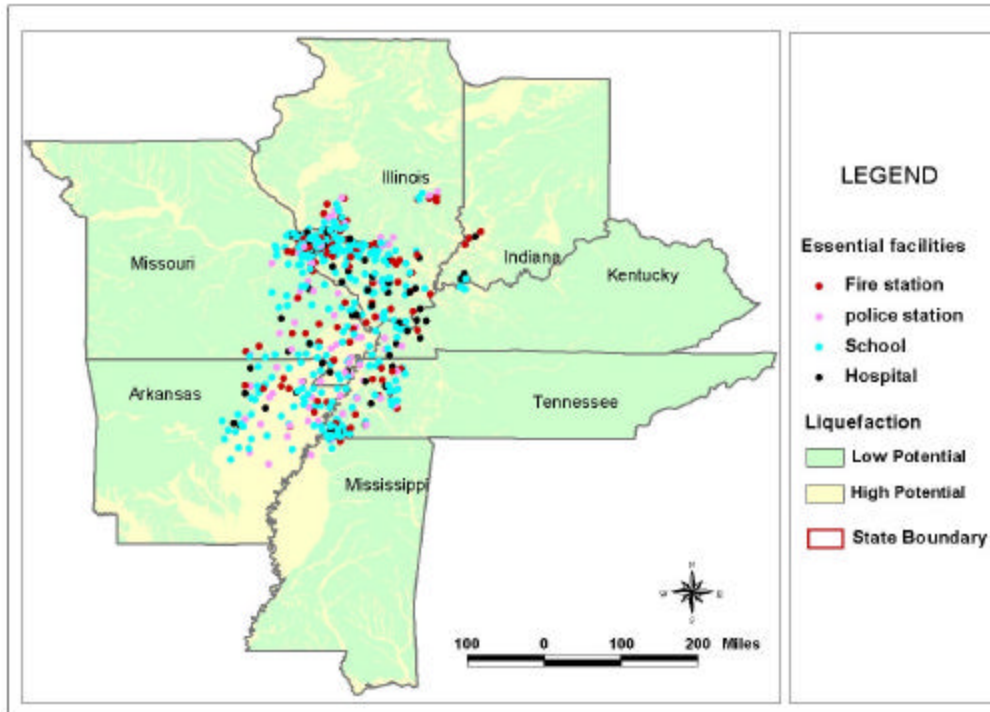 Illinois
Missouri
Indiana
Kentucky
Arkansas
Tennessee
Mississippi
N
W
E
S
100 0 100 200 Miles
LEGEND
Essential facilities
Fire station
police station
School
Hospital
Liquefaction
Low Potential
High Potential
State Boundary